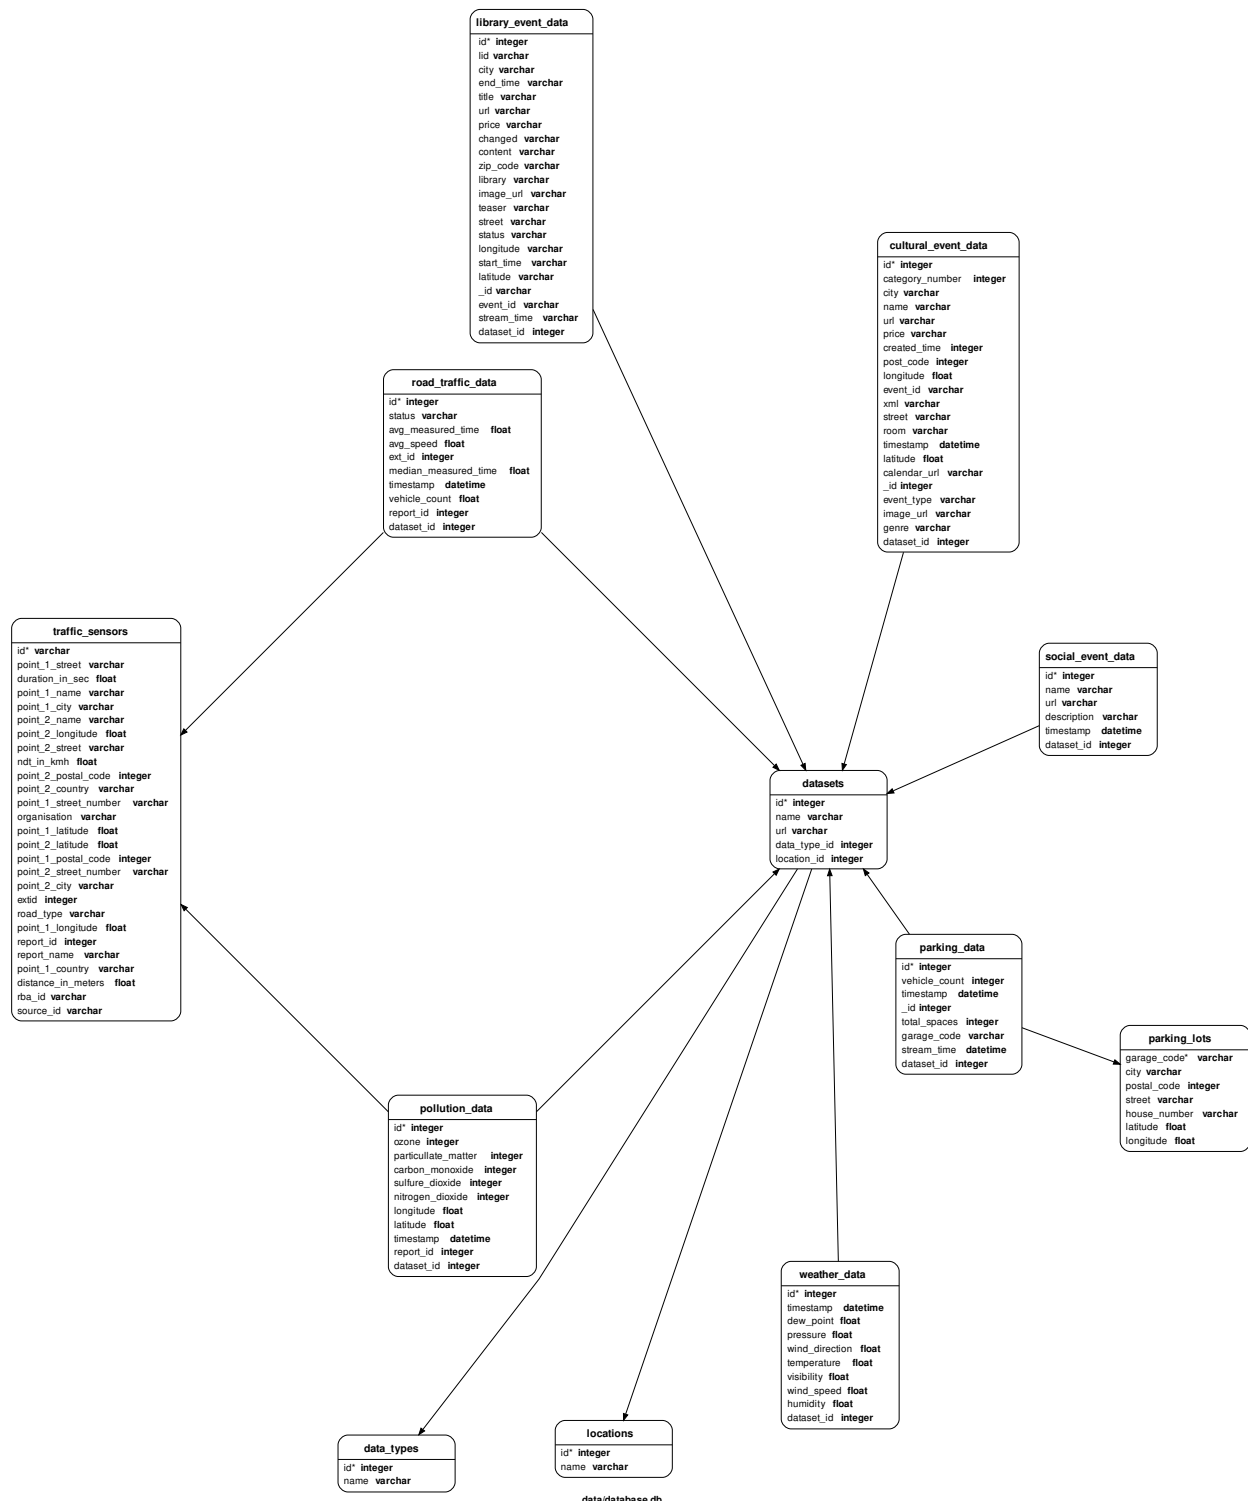 library_event_data
id* integer
lid varchar
city varchar
end_time varchar
title varchar
url varchar
price varchar
changed varchar
content varchar
zip_code varchar
library varchar
image_url varchar
teaser varchar
street varchar
status varchar
longitude varchar
start_time varchar
latitude varchar
_id varchar
event_id varchar
stream_time varchar
dataset_id integer
cultural_event_data
id* integer
category_number integer
city varchar
name varchar
url varchar
price varchar
created_time integer
post_code integer
longitude float
event_id varchar
xml varchar
street varchar
room varchar
timestamp datetime
latitude float
calendar_url varchar
_id integer
event_type varchar
image_url varchar
genre varchar
dataset_id integer
road_traffic_data
id* integer
status varchar
avg_measured_time float
avg_speed float
ext_id integer
median_measured_time float
timestamp datetime
vehicle_count float
report_id integer
dataset_id integer
traffic_sensors
id* varchar
point_1_street varchar
duration_in_sec float
point_1_name varchar
point_1_city varchar
point_2_name varchar
point_2_longitude float
point_2_street varchar
ndt_in_kmh float
point_2_postal_code integer
point_2_country varchar
point_1_street_number varchar
organisation varchar
point_1_latitude float
point_2_latitude float
point_1_postal_code integer
point_2_street_number varchar
point_2_city varchar
extid integer
road_type varchar
point_1_longitude float
report_id integer
report_name varchar
point_1_country varchar
distance_in_meters float
rba_id varchar
source_id varchar
social_event_data
id* integer
name varchar
url varchar
description varchar
timestamp datetime
dataset_id integer
datasets
id* integer
name varchar
url varchar
data_type_id integer
location_id integer
parking_data
id* integer
vehicle_count integer
timestamp datetime
_id integer
total_spaces integer
garage_code varchar
stream_time datetime
dataset_id integer
parking_lots
garage_code* varchar
city varchar
postal_code integer
street varchar
house_number varchar
latitude float
longitude float
pollution_data
id* integer
ozone integer
particullate_matter integer
carbon_monoxide integer
sulfure_dioxide integer
nitrogen_dioxide integer
longitude float
latitude float
timestamp datetime
report_id integer
dataset_id integer
weather_data
id* integer
timestamp datetime
dew_point float
pressure float
wind_direction float
temperature float
visibility float
wind_speed float
humidity float
dataset_id integer
data_types
id* integer
name varchar
locations
id* integer
name varchar
data/database.db